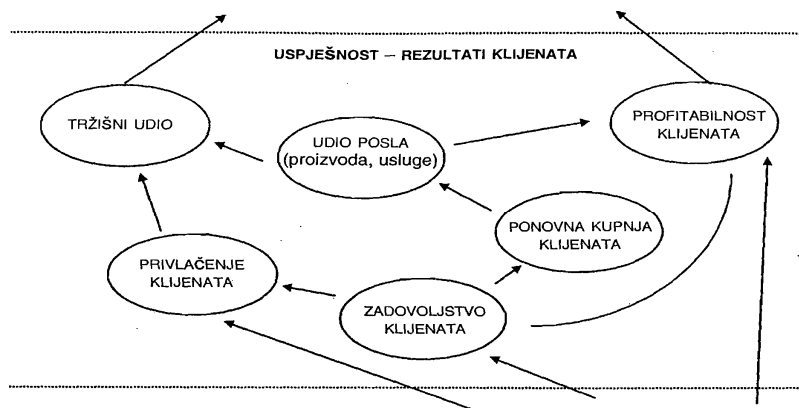 USPJEŠNOST – REZULTATI KLIJENATA
TRŽIŠNI UDIO
UDIO POSLA
(proizvoda, usluge)
PROFITABILNOST
KLIJENATA
PONOVNA KUPNJA
KLIJENATA
PRIVLAČENJE
KLIJENATA
ZADOVOLJSTVO
KLIJENATA